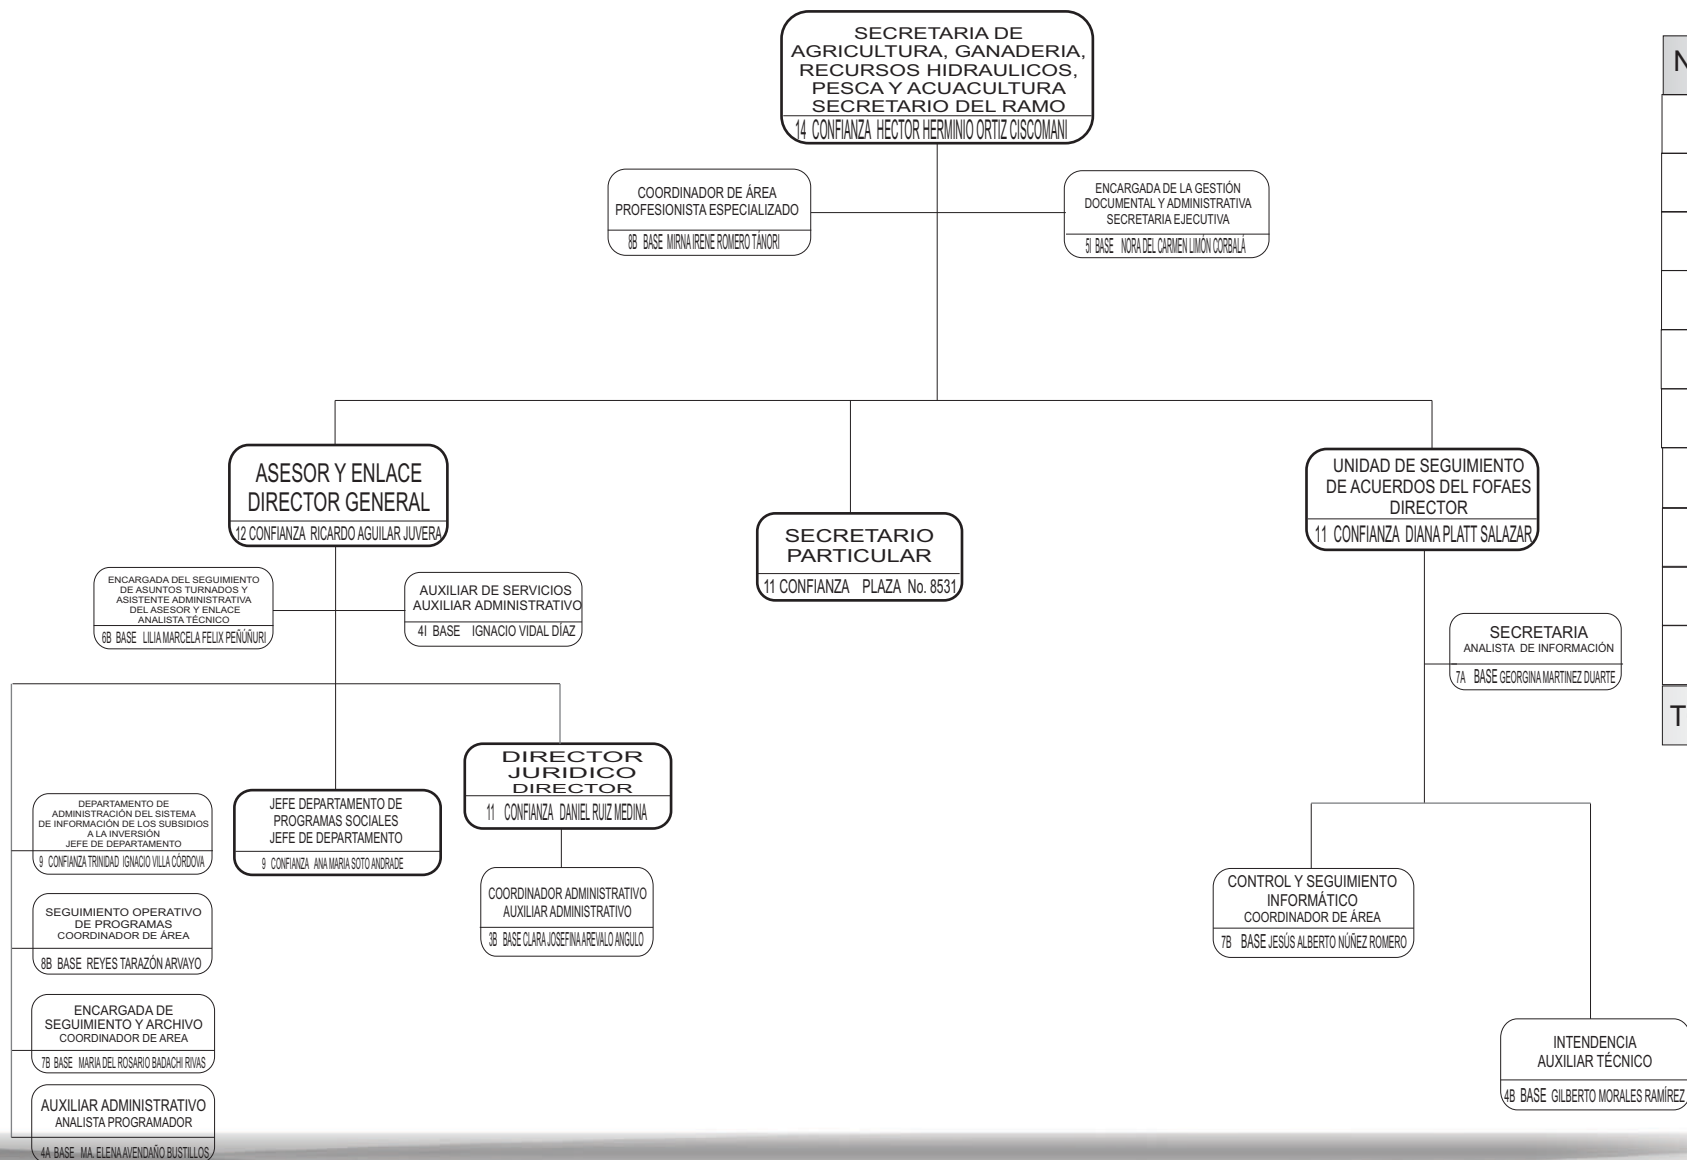 SECRETARIA DE
AGRICULTURA, GANADERIA,
RECURSOS HIDRAULICOS,
PESCA Y ACUACULTURA
SECRETARIO DEL RAMO
14 CONFIANZA HECTOR HERMINIO ORTIZ CISCOMANI
COORDINADOR DE ÁREA
PROFESIONISTA ESPECIALIZADO
8B BASE MIRNA IRENE ROMERO TÁNORI
ENCARGADA DE LA GESTIÓN
DOCUMENTAL Y ADMINISTRATIVA
SECRETARIA EJECUTIVA
5I BASE NORA DEL CARMEN LIMÓN CORBALÁ
N
T
ASESOR Y ENLACE
DIRECTOR GENERAL
12 CONFIANZA RICARDO AGUILAR JUVERA
SECRETARIO
PARTICULAR
11 CONFIANZA PLAZA No. 8531
UNIDAD DE SEGUIMIENTO
DE ACUERDOS DEL FOFAES
DIRECTOR
11 CONFIANZA DIANA PLATT SALAZAR
ENCARGADA DEL SEGUIMIENTO
DE ASUNTOS TURNADOS Y
ASISTENTE ADMINISTRATIVA
DEL ASESOR Y ENLACE
ANALISTA TÉCNICO
6B BASE LILIA MARCELA FELIX PEÑÚÑURI
AUXILIAR DE SERVICIOS
AUXILIAR ADMINISTRATIVO
4I BASE IGNACIO VIDAL DÍAZ
SECRETARIA
ANALISTA DE INFORMACIÓN
7A BASE GEORGINA MARTINEZ DUARTE
DIRECTOR
JURIDICO
DIRECTOR
11 CONFIANZA DANIEL RUIZ MEDINA
DEPARTAMENTO DE
ADMINISTRACIÓN DEL SISTEMA
DE INFORMACIÓN DE LOS SUBSIDIOS
A LA INVERSIÓN
JEFE DE DEPARTAMENTO
9 CONFIANZA TRINIDAD IGNACIO VILLA CÓRDOVA
JEFE DEPARTAMENTO DE
PROGRAMAS SOCIALES
JEFE DE DEPARTAMENTO
9 CONFIANZA ANA MARIA SOTO ANDRADE
COORDINADOR ADMINISTRATIVO
AUXILIAR ADMINISTRATIVO
3B BASE CLARA JOSEFINA AREVALO ANGULO
CONTROL Y SEGUIMIENTO
INFORMÁTICO
COORDINADOR DE ÁREA
7B BASE JESÚS ALBERTO NÚÑEZ ROMERO
SEGUIMIENTO OPERATIVO
DE PROGRAMAS
COORDINADOR DE ÁREA
8B BASE REYES TARAZÓN ARVAYO
ENCARGADA DE
SEGUIMIENTO Y ARCHIVO
COORDINADOR DE AREA
7B BASE MARIA DEL ROSARIO BADACHI RIVAS
INTENDENCIA
AUXILIAR TÉCNICO
4B BASE GILBERTO MORALES RAMÍREZ
AUXILIAR ADMINISTRATIVO
ANALISTA PROGRAMADOR
4A BASE MA. ELENA AVENDAÑO BUSTILLOS